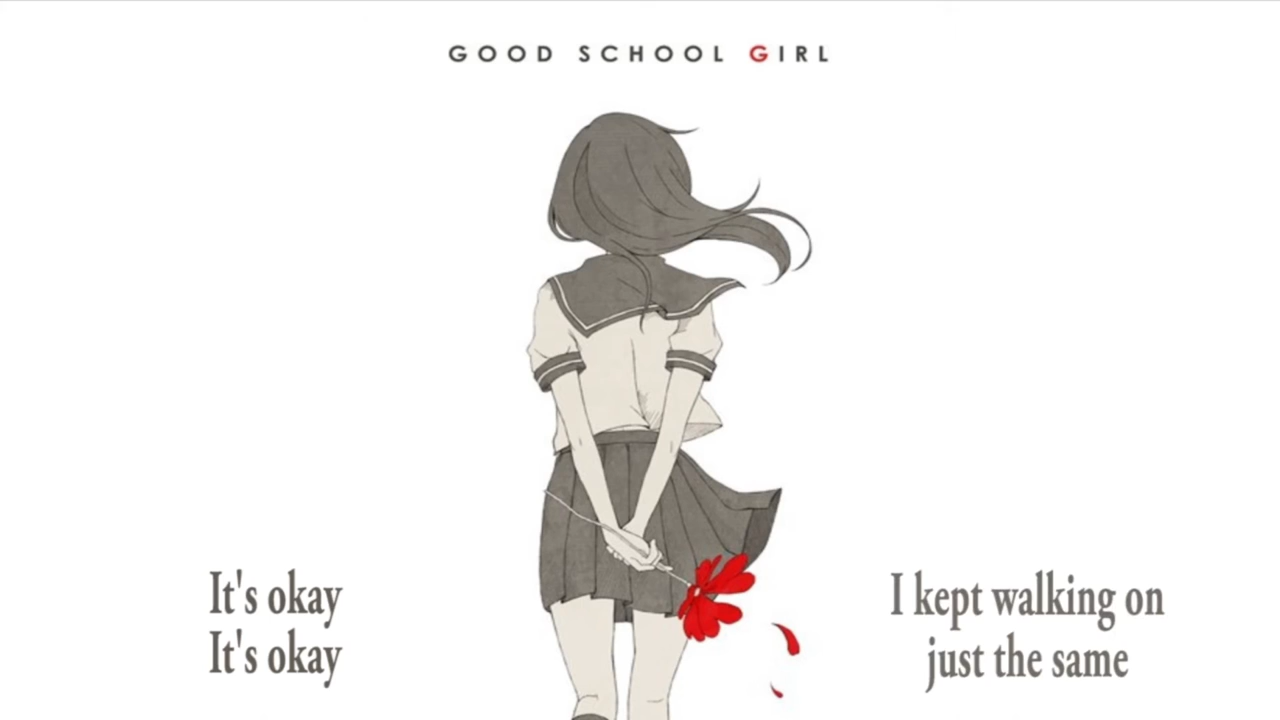 GOOD SCHOOL GIRL
It's okay
It's okay
I kept walking on
just the same